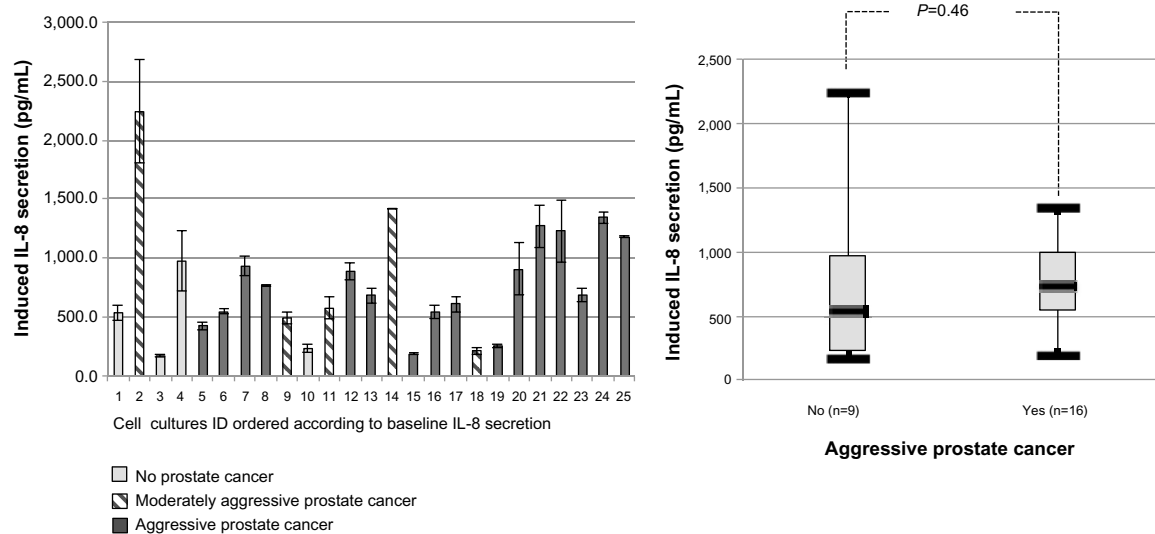 Induced IL-8 secretion (pg/mL)
3,000.0
2,500.0
2,000.0
1,500.0
1,000.0
500.0
0.0
1 2 3 4 5 6 7 8 9 10 11 12 13 14 15 16 17 18 19 20 21 22 23 24 25
Cell cultures ID ordered according to baseline IL-8 secretion
No prostate cancer
Moderately aggressive prostate cancer
Aggressive prostate cancer
P=0.46
Induced IL-8 secretion (pg/mL)
2,500
2,000
1,500
1,000
500
0
No (n=9) Yes (n=16)
Aggressive prostate cancer